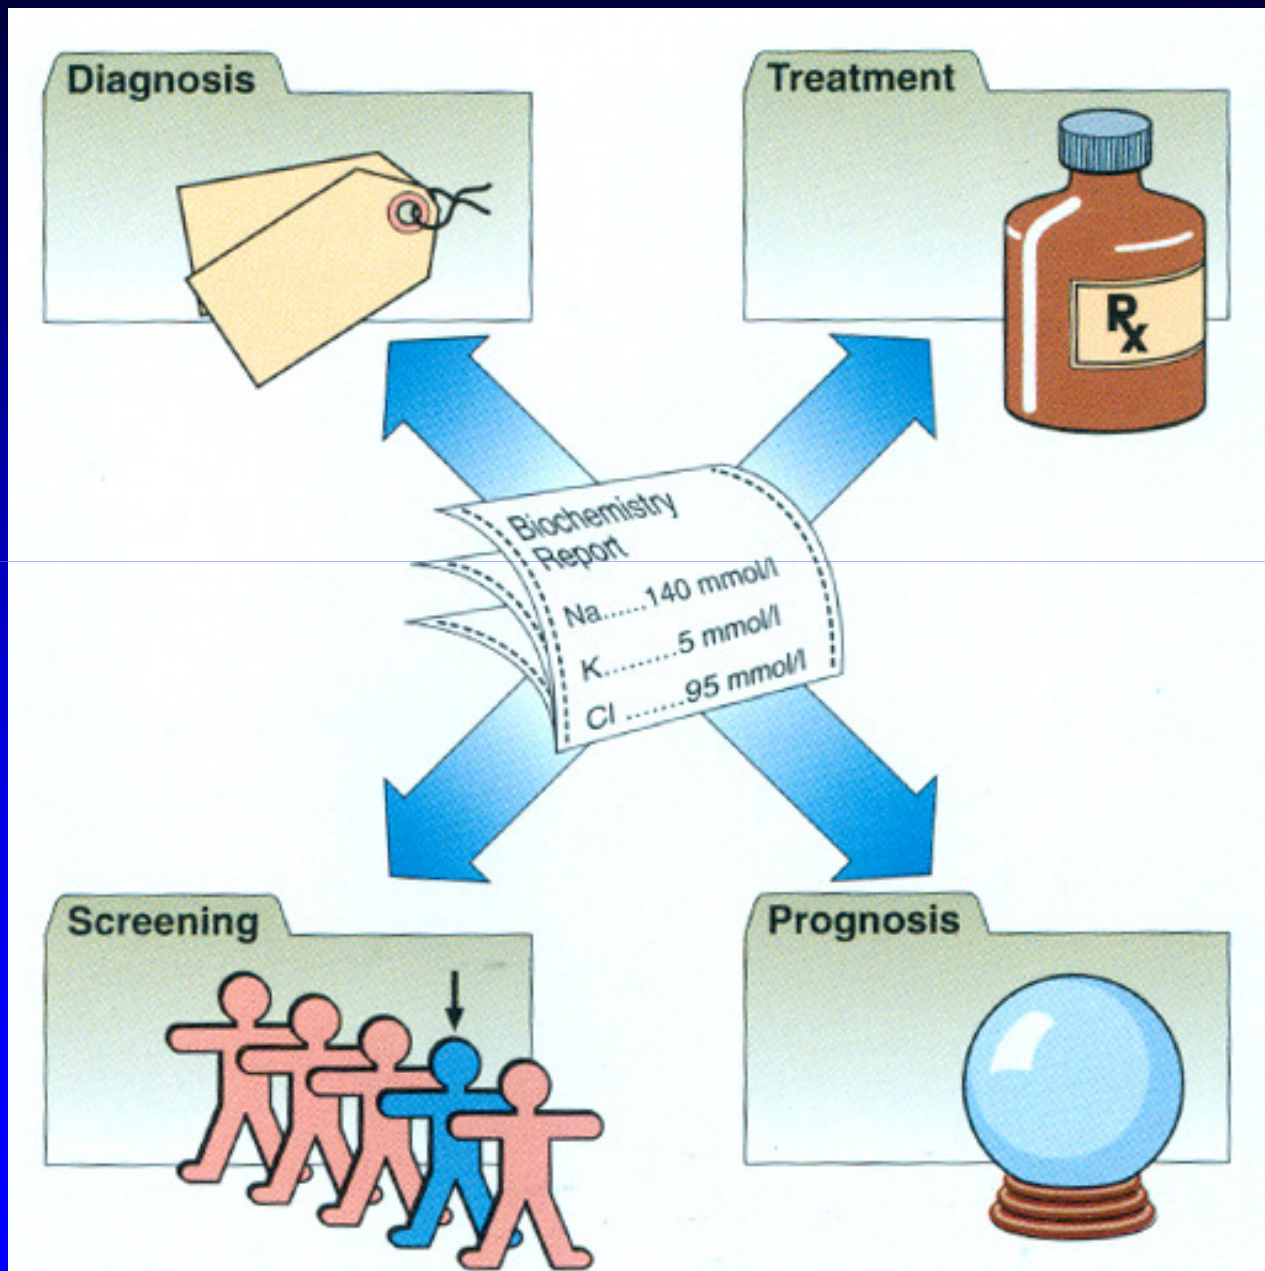 Diagnosis
Treatment
Rx
Biochemistry
Report
Na......140 mmol/l
K.........5 mmol/l
Cl .......95 mmol/l
Screening
Prognosis